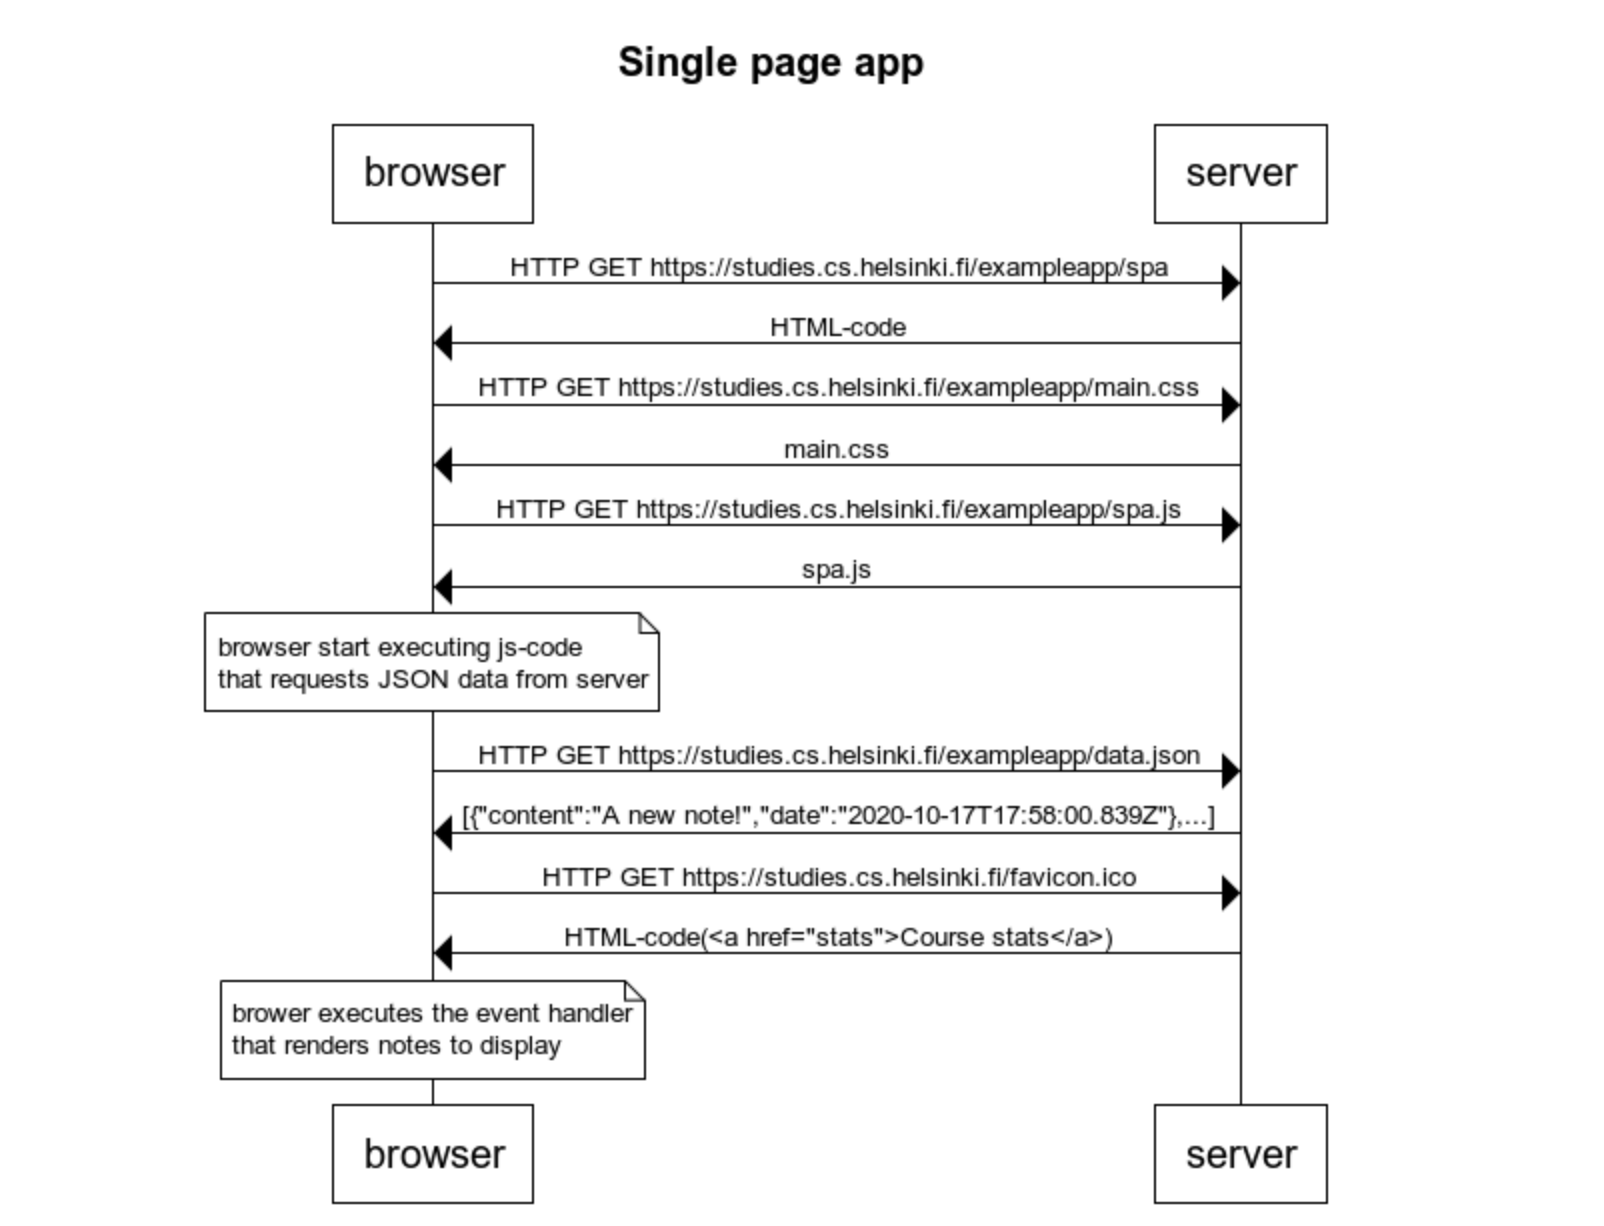 Single page app
browser
server
HTTP GET https://studies.cs.helsinki.fi/exampleapp/spa
HTML-code
HTTP GET https://studies.cs.helsinki.fi/exampleapp/main.css
main.css
HTTP GET https://studies.cs.helsinki.fi/exampleapp/spa.js
spa.js
browser start executing js-code
that requests JSON data from server
HTTP GET https://studies.cs.helsinki.fi/exampleapp/data.json
[{"content":"A new note!","date":"2020-10-17T17:58:00.839Z"},...]
HTTP GET https://studies.cs.helsinki.fi/favicon.ico
HTML-code(<a href="stats">Course stats</a>)
brower executes the event handler
that renders notes to display
browser
server